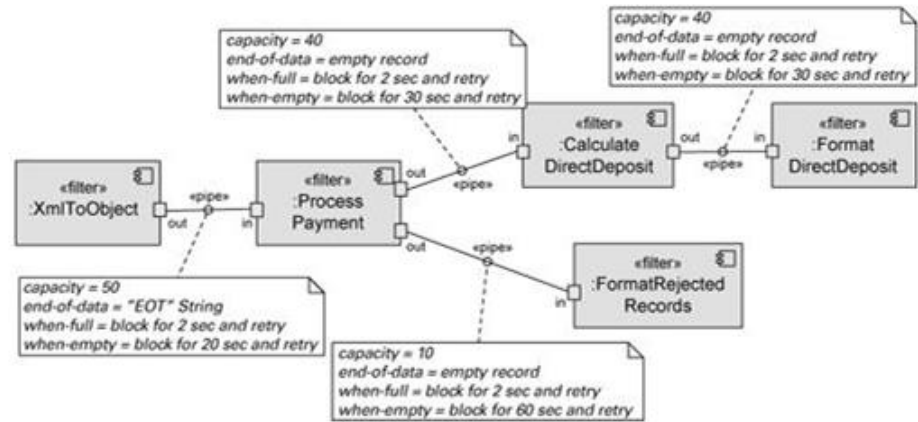 capacity = 40
end-of-data = empty record
when-full = block for 2 sec and retry
when-empty = block for 30 sec and retry
capacity = 40
end-of-data = empty record
when-full = block for 2 sec and retry
when-empty = block for 30 sec and retry
«filter»
:XmlToObject
out
«pipe»
in
«filter»
:Process
Payment
out
«pipe»
in
«filter»
:Calculate
DirectDeposit
out
«pipe»
in
«filter»
:Format
DirectDeposit
out
«pipe»
in
«filter»
:FormatRejected
Records
capacity = 50
end-of-data = "EOT" String
when-full = block for 2 sec and retry
when-empty = block for 20 sec and retry
capacity = 10
end-of-data = empty record
when-full = block for 2 sec and retry
when-empty = block for 60 sec and retry